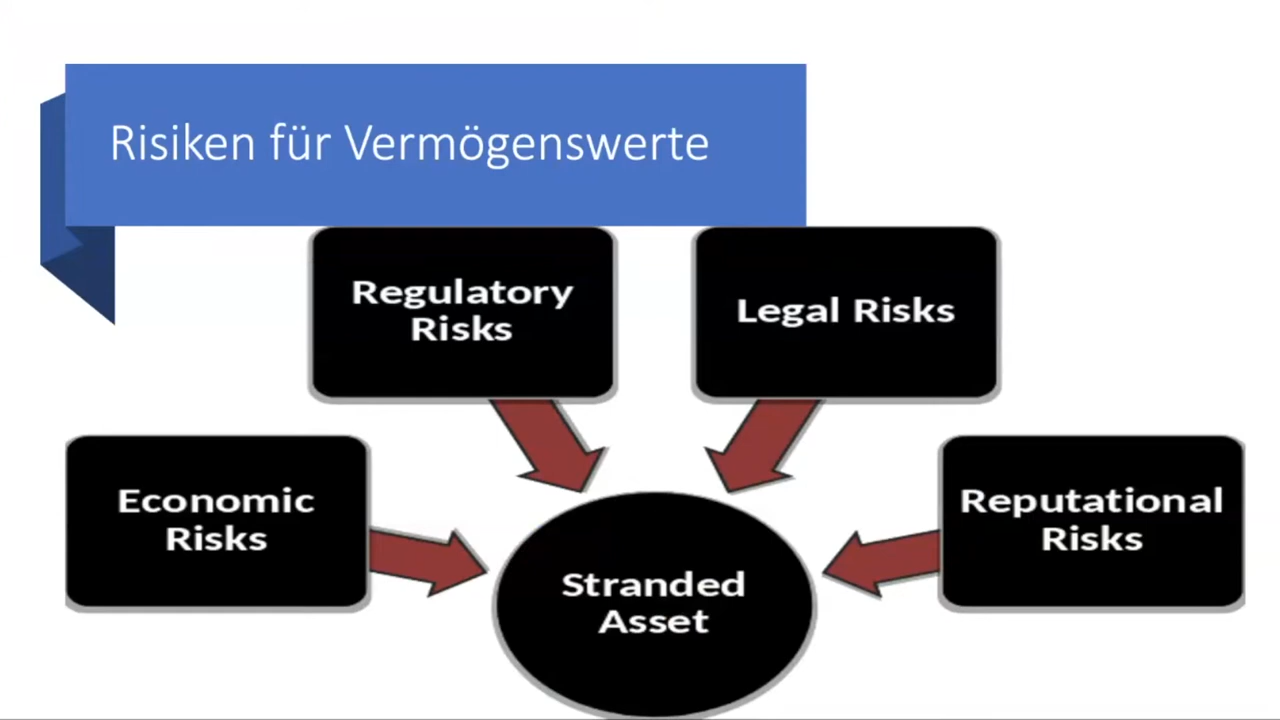 Risiken für Vermögenswerte
Regulatory
Risks
Legal Risks
Economic
Risks
Reputational
Risks
Stranded
Asset